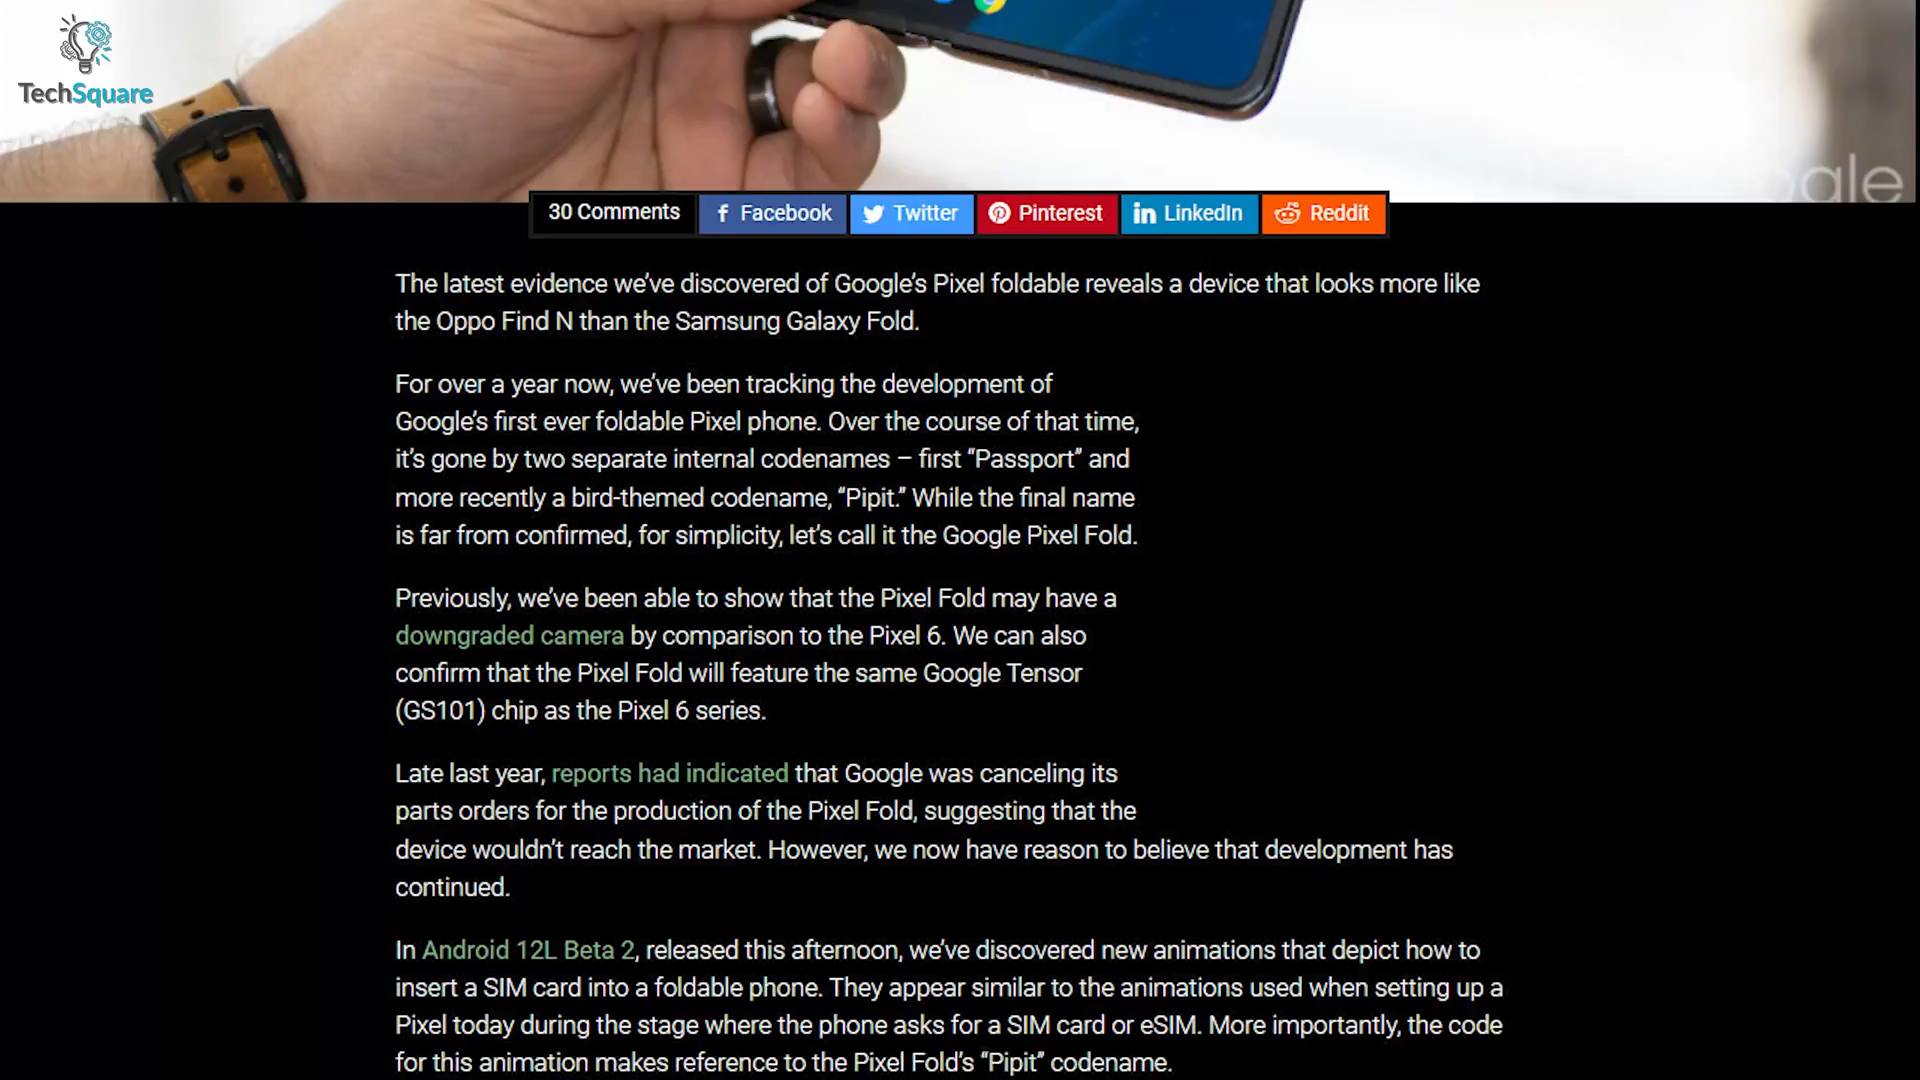 TechSquare
30 Comments
Facebook
Twitter
Pinterest
LinkedIn
Reddit
The latest evidence we’ve discovered of Google’s Pixel foldable reveals a device that looks more like
the Oppo Find N than the Samsung Galaxy Fold.
For over a year now, we’ve been tracking the development of
Google’s first ever foldable Pixel phone. Over the course of that time,
it’s gone by two separate internal codenames – first “Passport” and
more recently a bird-themed codename, “Pipit.” While the final name
is far from confirmed, for simplicity, let’s call it the Google Pixel Fold.
Previously, we’ve been able to show that the Pixel Fold may have a
downgraded camera by comparison to the Pixel 6. We can also
confirm that the Pixel Fold will feature the same Google Tensor
(GS101) chip as the Pixel 6 series.
Late last year, reports had indicated that Google was canceling its
parts orders for the production of the Pixel Fold, suggesting that the
device wouldn’t reach the market. However, we now have reason to believe that development has
continued.
In Android 12L Beta 2, released this afternoon, we’ve discovered new animations that depict how to
insert a SIM card into a foldable phone. They appear similar to the animations used when setting up a
Pixel today during the stage where the phone asks for a SIM card or eSIM. More importantly, the code
for this animation makes reference to the Pixel Fold’s “Pipit” codename.